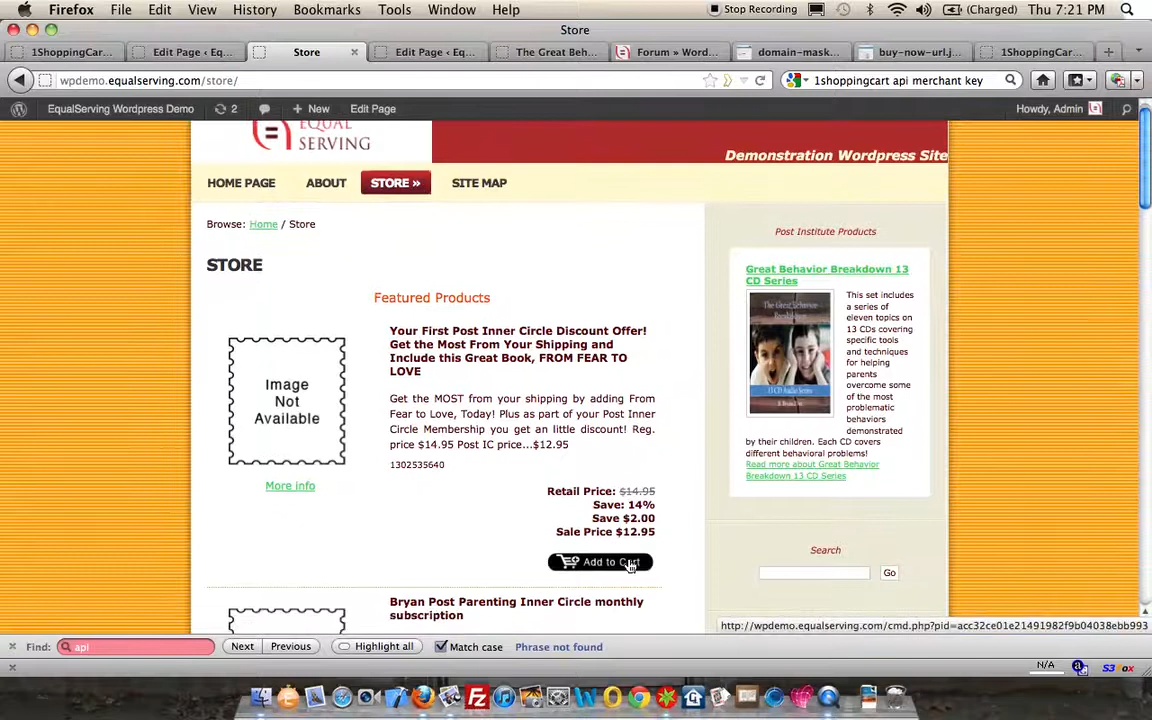 Firefox File Edit View History Bookmarks Tools Window Help Stop Recording (Charged) Thu 7:21 PM
Store
1ShoppingCar... Edit Page ‹ Eq... Store Edit Page ‹ Eq... The Great Beh... Forum » Word... domain-mask... buy-now-url.j... 1ShoppingCar...
wpdemo.equalserving.com/store/ 1shoppingcart api merchant key
EqualServing Wordpress Demo 2 + New Edit Page Howdy, Admin
EQUAL
SERVING
Demonstration Wordpress Site
HOME PAGE ABOUT STORE » SITE MAP
Browse: Home / Store
STORE
Featured Products
Image
Not
Available
More info
Your First Post Inner Circle Discount Offer!
Get the Most From Your Shipping and
Include this Great Book, FROM FEAR TO
LOVE
Get the MOST from your shipping by adding From
Fear to Love, Today! Plus as part of your Post Inner
Circle Membership you get an little discount! Reg.
price $14.95 Post IC price...$12.95
1302535640
Retail Price: $14.95
Save: 14%
Save $2.00
Sale Price $12.95
Add to Cart
Bryan Post Parenting Inner Circle monthly
subscription
Post Institute Products
Great Behavior Breakdown 13
CD Series
This set includes
a series of
eleven topics on
13 CDs covering
specific tools
and techniques
for helping
parents
overcome some
of the most
problematic
behaviors
demonstrated
by their children. Each CD covers
different behavioral problems!
Read more about Great Behavior
Breakdown 13 CD Series
Search
Go
http://wpdemo.equalserving.com/cmd.php?pid=acc32ce01e21491982f9b04038ebb993
Find: api Next Previous Highlight all Match case Phrase not found
N/A S3 Fox